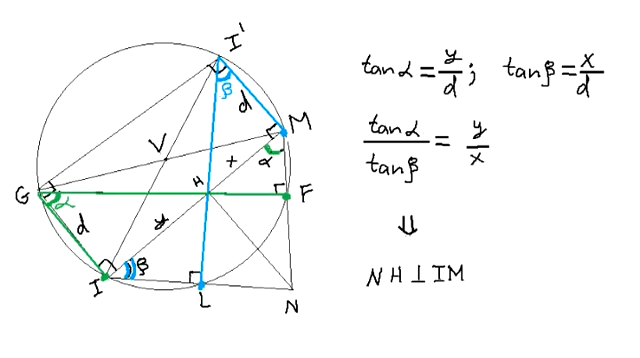 I'
β
tanα = y/d ; tanβ = x/d
d
M
V
x
α
tanα/tanβ = y/x
G
α
H
F
d
y
⇓
β
I
L
N
NH ⊥ IM